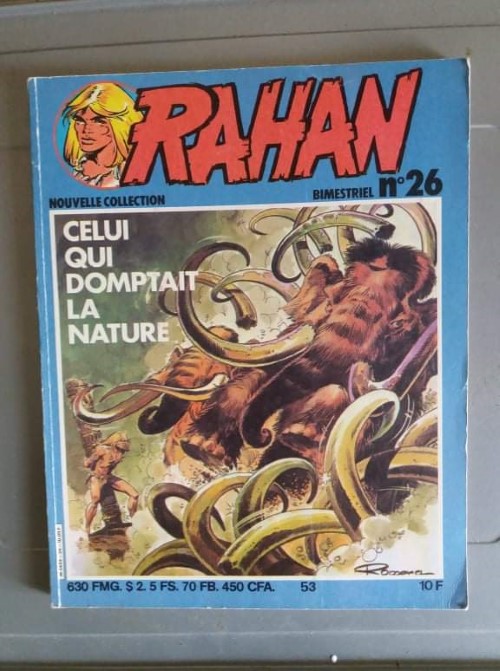 RAHAN
NOUVELLE COLLECTION
BIMESTRIEL n°26
CELUI
QUI
DOMPTAIT
LA
NATURE
630 FMG. $ 2. 5 FS. 70 FB. 450 CFA. 53 10 F